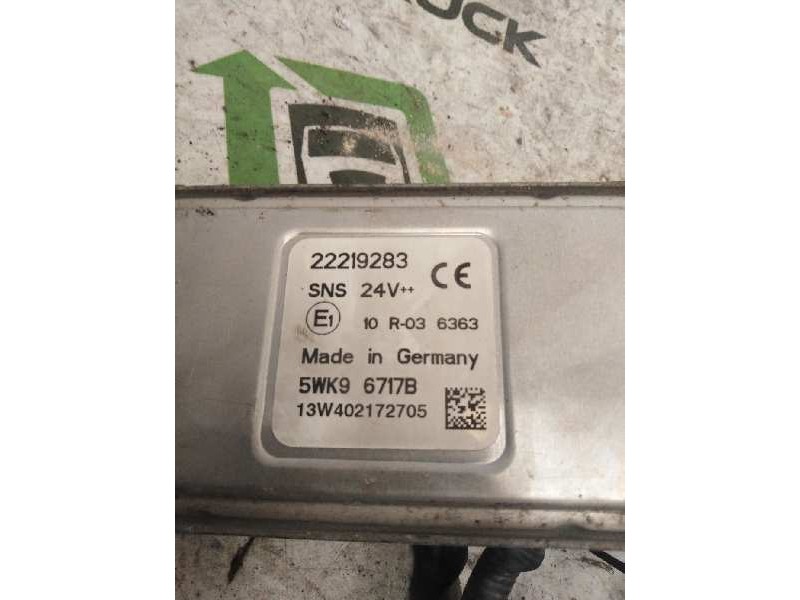 RUCK
22219283
CE
SNS 24V++
E1
10 R-03 6363
Made in Germany
5WK9 6717B
13W402172705